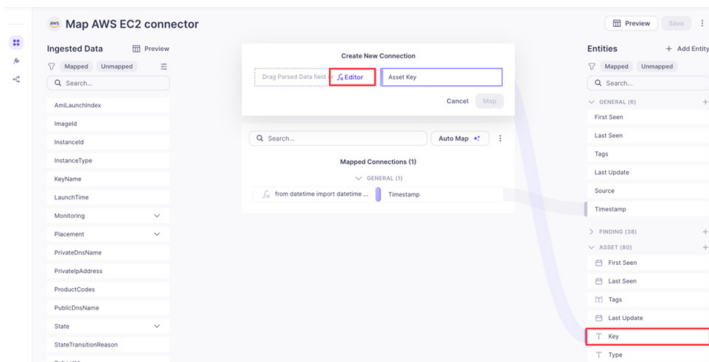 aws Map AWS EC2 connector
Preview
Save
Ingested Data
Preview
Mapped
Unmapped
Search...
AmiLaunchIndex
ImageId
InstanceId
InstanceType
KeyName
LaunchTime
Monitoring
Placement
PrivateDnsName
PrivateIpAddress
ProductCodes
PublicDnsName
State
StateTransitionReason
Create New Connection
Drag Parsed Data field or
Editor
Asset Key
Cancel
Map
Search...
Auto Map
Mapped Connections (1)
GENERAL (1)
from datetime import datetime ...
Timestamp
Entities
+ Add Entity
Mapped
Unmapped
Search...
GENERAL (6)
First Seen
Last Seen
Tags
Last Update
Source
Timestamp
FINDING (38)
ASSET (80)
First Seen
Last Seen
Tags
Last Update
Key
Type